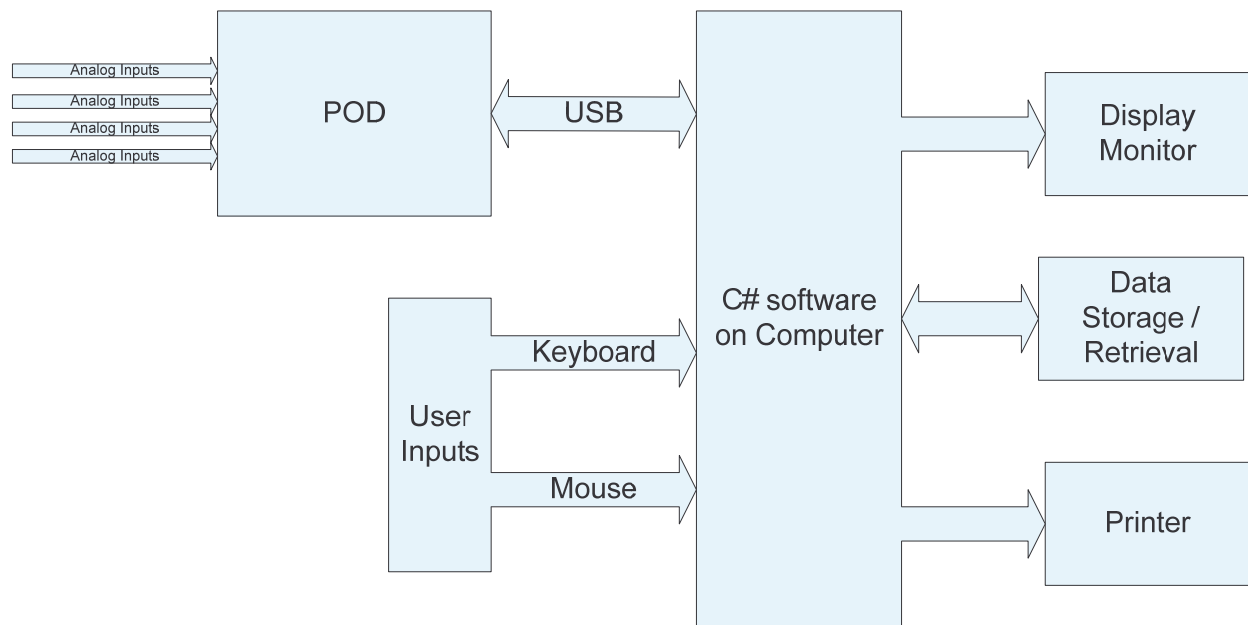 Analog Inputs
Analog Inputs
Analog Inputs
Analog Inputs
POD
USB
Display
Monitor
C# software
on Computer
Data
Storage /
Retrieval
Keyboard
User
Inputs
Mouse
Printer